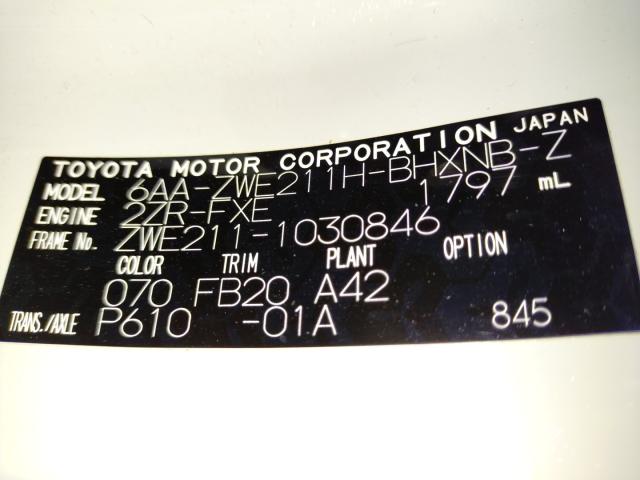 TOYOTA MOTOR CORPORATION JAPAN
MODEL 6AA-ZWE211H-BHXNB-Z
ENGINE 2ZR-FXE 1797 mL
FRAME No. ZWE211-1030846
COLOR TRIM PLANT OPTION
070 FB20 A42
TRANS./AXLE P610 -01A 845